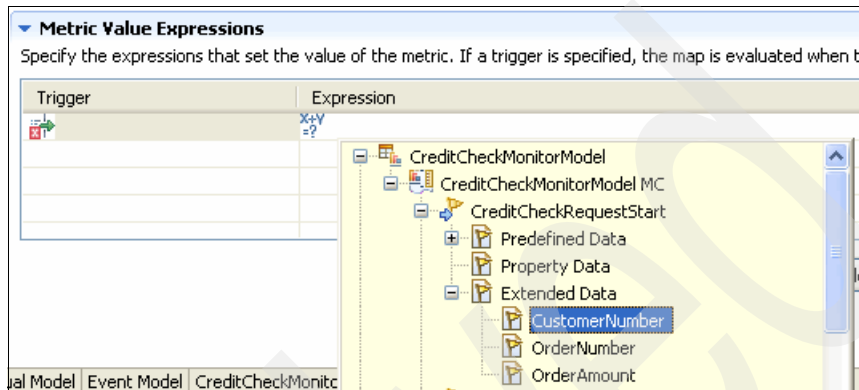 Metric Value Expressions
Specify the expressions that set the value of the metric. If a trigger is specified, the map is evaluated when
Trigger Expression
X+Y
=?
CreditCheckMonitorModel
CreditCheckMonitorModel MC
CreditCheckRequestStart
Predefined Data
Property Data
Extended Data
CustomerNumber
OrderNumber
OrderAmount
ual Model Event Model CreditCheckMonitc